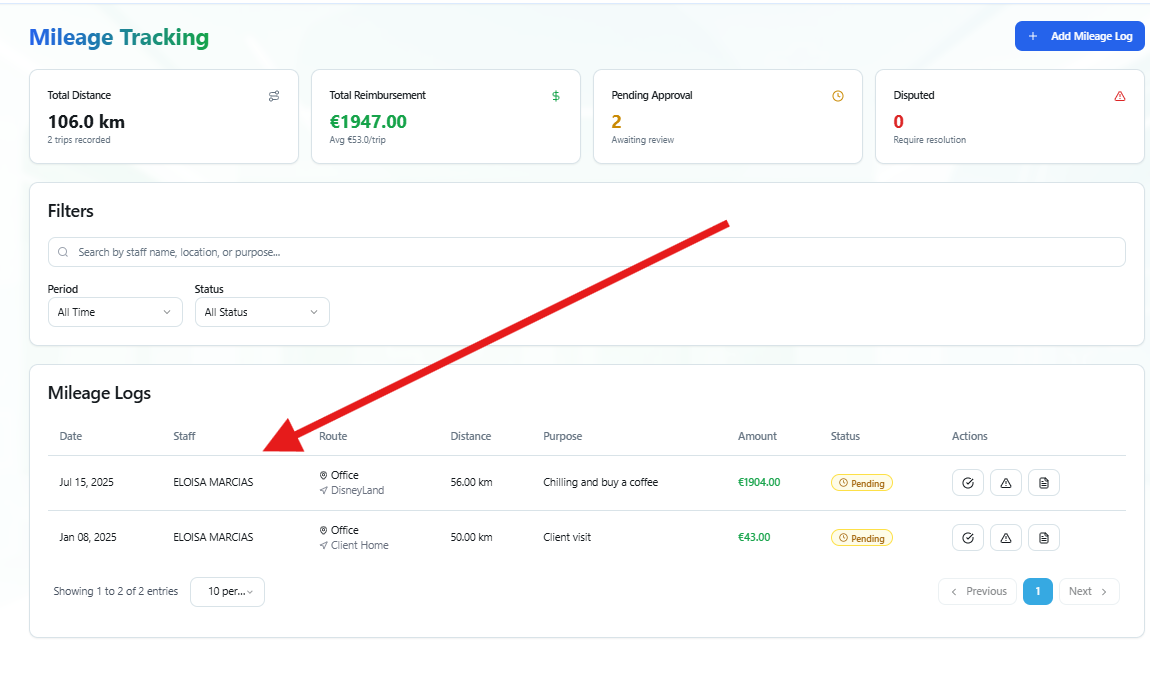 Mileage Tracking
+ Add Mileage Log
Total Distance
106.0 km
2 trips recorded
Total Reimbursement
$
€1947.00
Avg €53.0/trip
Pending Approval
2
Awaiting review
Disputed
0
Require resolution
Filters
Search by staff name, location, or purpose...
Period
All Time
Status
All Status
Mileage Logs
Date Staff Route Distance Purpose Amount Status Actions
Jul 15, 2025 ELOISA MARCIAS Office DisneyLand 56.00 km Chilling and buy a coffee €1904.00 Pending
Jan 08, 2025 ELOISA MARCIAS Office Client Home 50.00 km Client visit €43.00 Pending
Showing 1 to 2 of 2 entries 10 per... < Previous 1 Next >